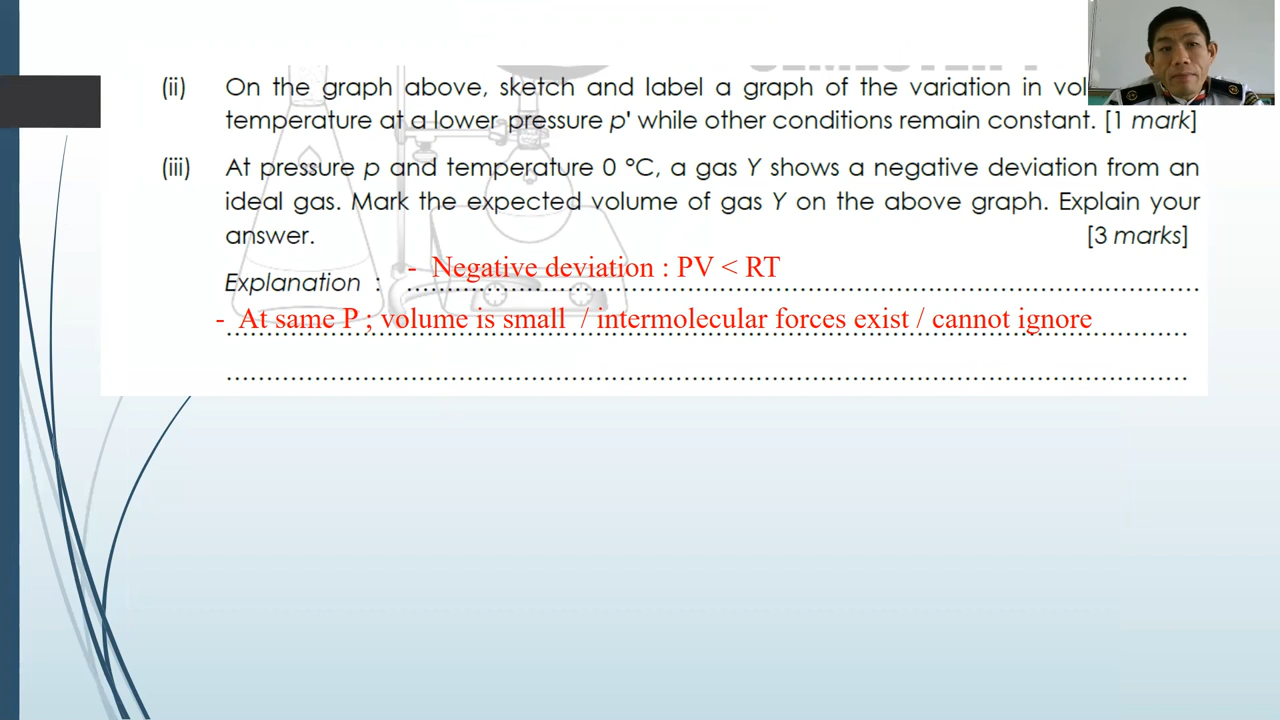 SEMESTER 1
(ii) On the graph above, sketch and label a graph of the variation in
temperature at a lower pressure p' while other conditions remain constant. [1 mark]
(iii) At pressure p and temperature 0 °C, a gas Y shows a negative deviation from an
ideal gas. Mark the expected volume of gas Y on the above graph. Explain your
answer. [3 marks]
- Negative deviation : PV < RT
Explanation : ................................................................
- At same P ; volume is small / intermolecular forces exist / cannot ignore